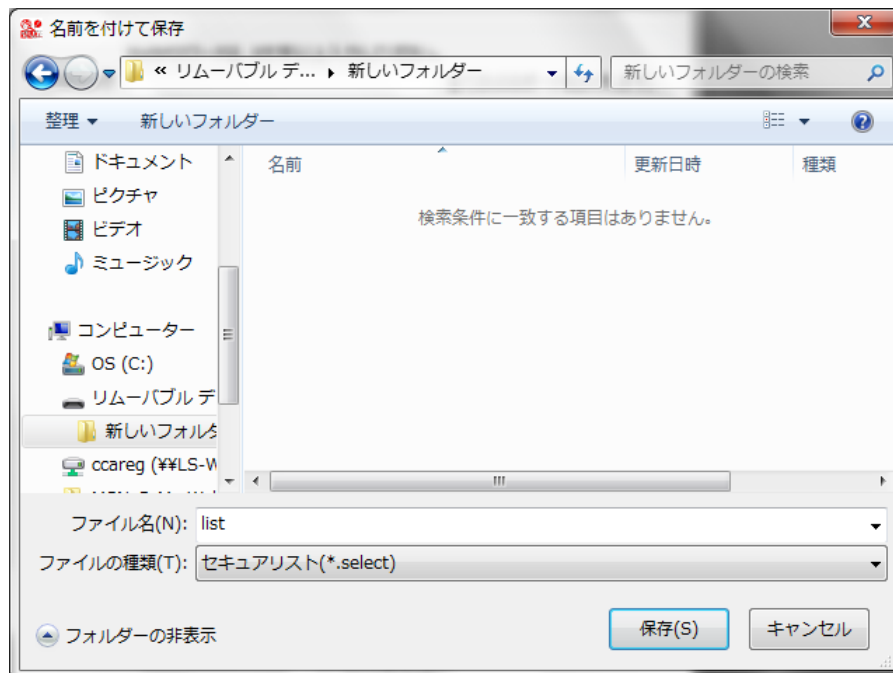 名前を付けて保存
« リムーバブル デ... ▸ 新しいフォルダー
新しいフォルダーの検索
整理 ▼ 新しいフォルダー
名前 更新日時 種類
検索条件に一致する項目はありません。
ドキュメント
ピクチャ
ビデオ
ミュージック
コンピューター
OS (C:)
リムーバブル デ
新しいフォルダ
ccareg (¥¥LS-W
ファイル名(N): list
ファイルの種類(T): セキュアリスト(*.select)
フォルダーの非表示
保存(S) キャンセル